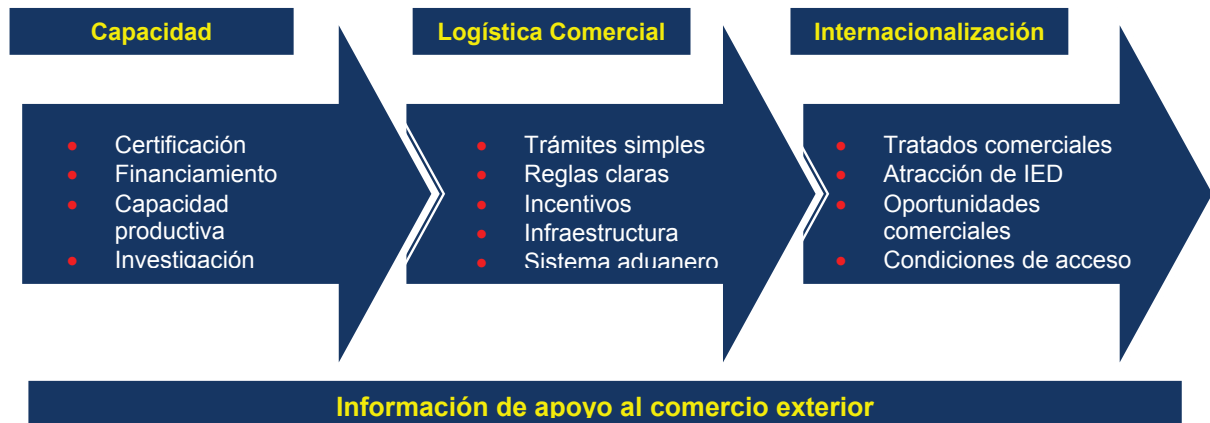 Capacidad
Certificación
Financiamiento
Capacidad
productiva
Investigación
Logística Comercial
Trámites simples
Reglas claras
Incentivos
Infraestructura
Sistema aduanero
Internacionalización
Tratados comerciales
Atracción de IED
Oportunidades
comerciales
Condiciones de acceso
Información de apoyo al comercio exterior